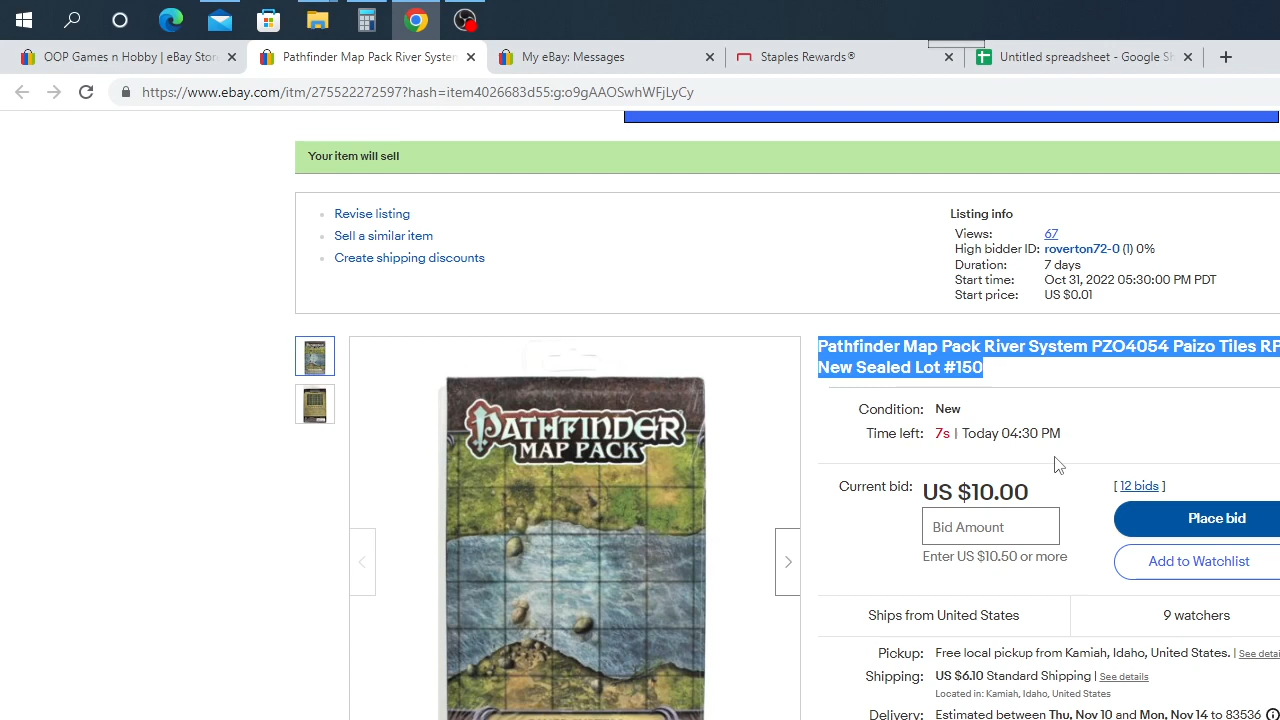 OOP Games n Hobby | eBay Stor
Pathfinder Map Pack River System
My eBay: Messages
Staples Rewards®
Untitled spreadsheet - Google Sh
https://www.ebay.com/itm/275522272597?hash=item4026683d55:g:o9gAAOSwhWFjLyCy
Your item will sell
Revise listing
Sell a similar item
Create shipping discounts
Listing info
Views: 67
High bidder ID: roverton72-0 (1) 0%
Duration: 7 days
Start time: Oct 31, 2022 05:30:00 PM PDT
Start price: US $0.01
PATHFINDER
MAP PACK
Pathfinder Map Pack River System PZO4054 Paizo Tiles RP
New Sealed Lot #150
Condition: New
Time left: 7s | Today 04:30 PM
Current bid: US $10.00 [ 12 bids ]
Bid Amount
Place bid
Enter US $10.50 or more
Add to Watchlist
Ships from United States
9 watchers
Pickup: Free local pickup from Kamiah, Idaho, United States. | See detai
Shipping: US $6.10 Standard Shipping | See details
Located in: Kamiah, Idaho, United States
Delivery: Estimated between Thu, Nov 10 and Mon, Nov 14 to 83536